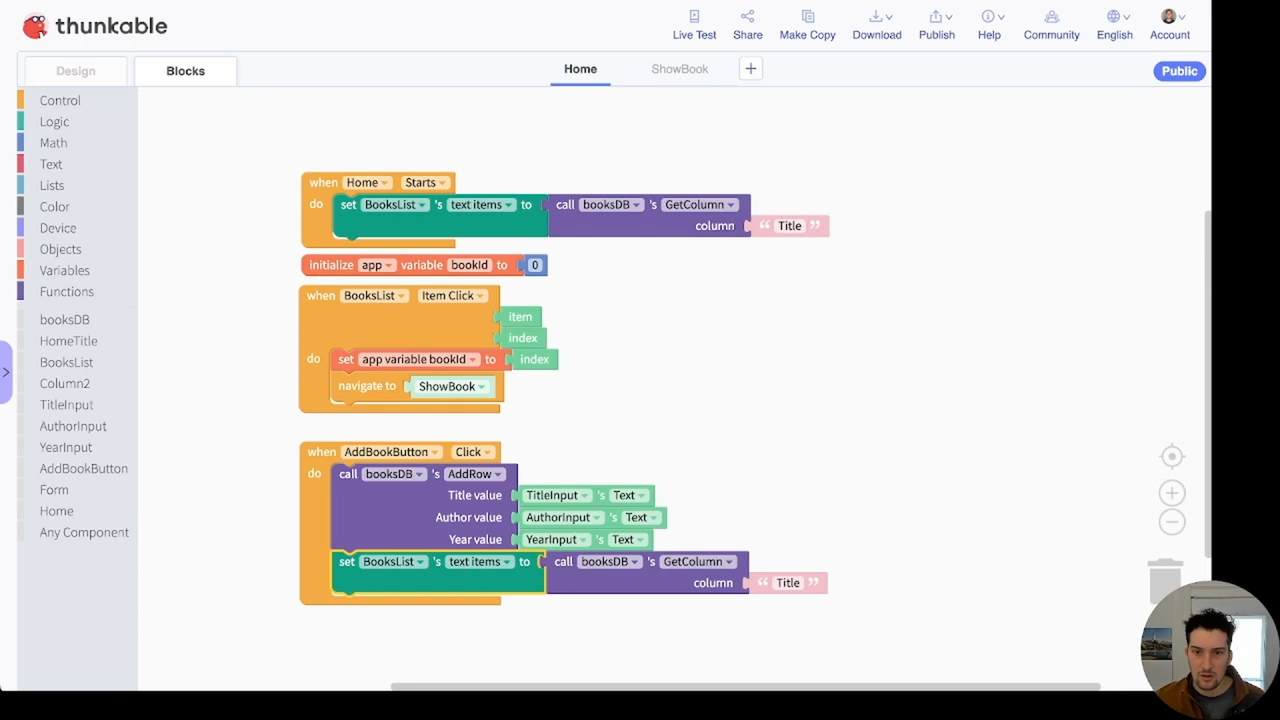 thunkable
Live Test Share Make Copy Download Publish Help Community English Account
Design Blocks Home ShowBook + Public
Control
Logic
Math
Text
Lists
Color
Device
Objects
Variables
Functions
booksDB
HomeTitle
BooksList
Column2
TitleInput
AuthorInput
YearInput
AddBookButton
Form
Home
Any Component
when Home Starts
do set BooksList 's text items to call booksDB 's GetColumn
column “ Title ”
initialize app variable bookId to 0
when BooksList Item Click
item
index
do set app variable bookId to index
navigate to ShowBook
when AddBookButton Click
do call booksDB 's AddRow
Title value TitleInput 's Text
Author value AuthorInput 's Text
Year value YearInput 's Text
set BooksList 's text items to call booksDB 's GetColumn
column “ Title ”